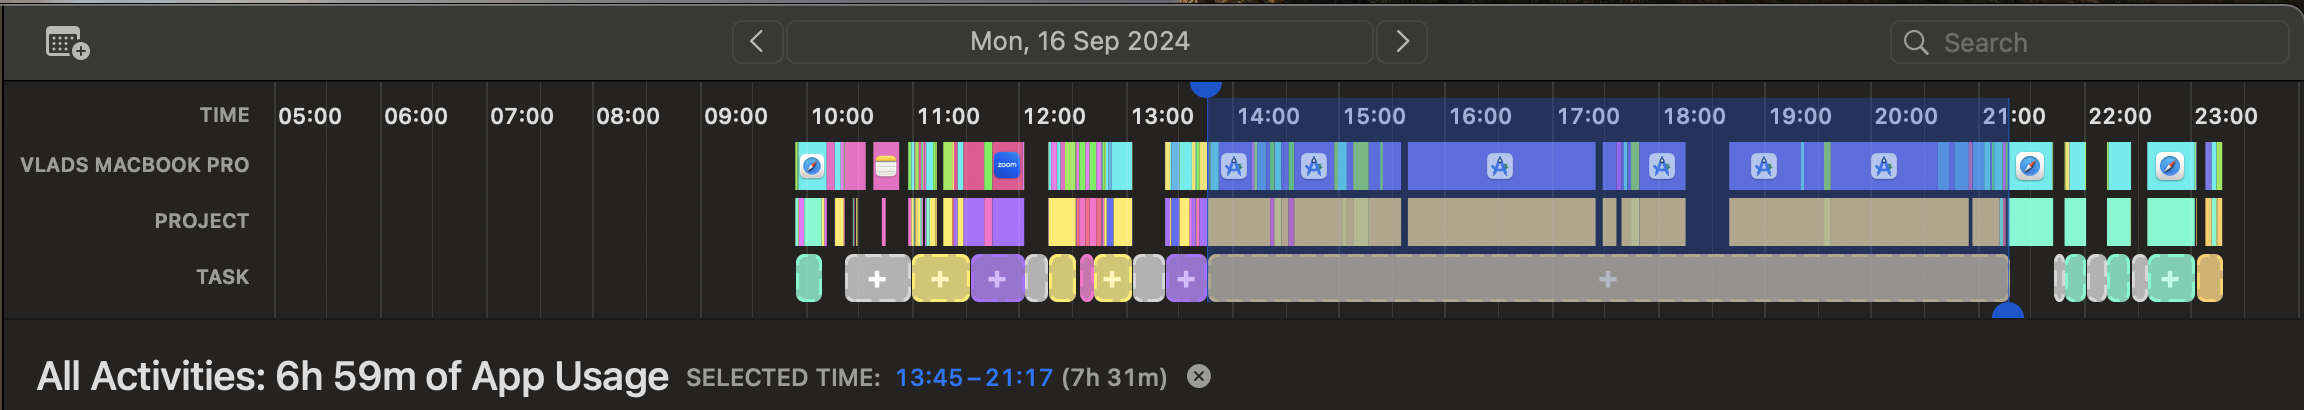 Mon, 16 Sep 2024
Search
TIME 05:00 06:00 07:00 08:00 09:00 10:00 11:00 12:00 13:00 14:00 15:00 16:00 17:00 18:00 19:00 20:00 21:00 22:00 23:00
VLADS MACBOOK PRO
zoom
PROJECT
TASK
All Activities: 6h 59m of App Usage SELECTED TIME: 13:45 – 21:17 (7h 31m)